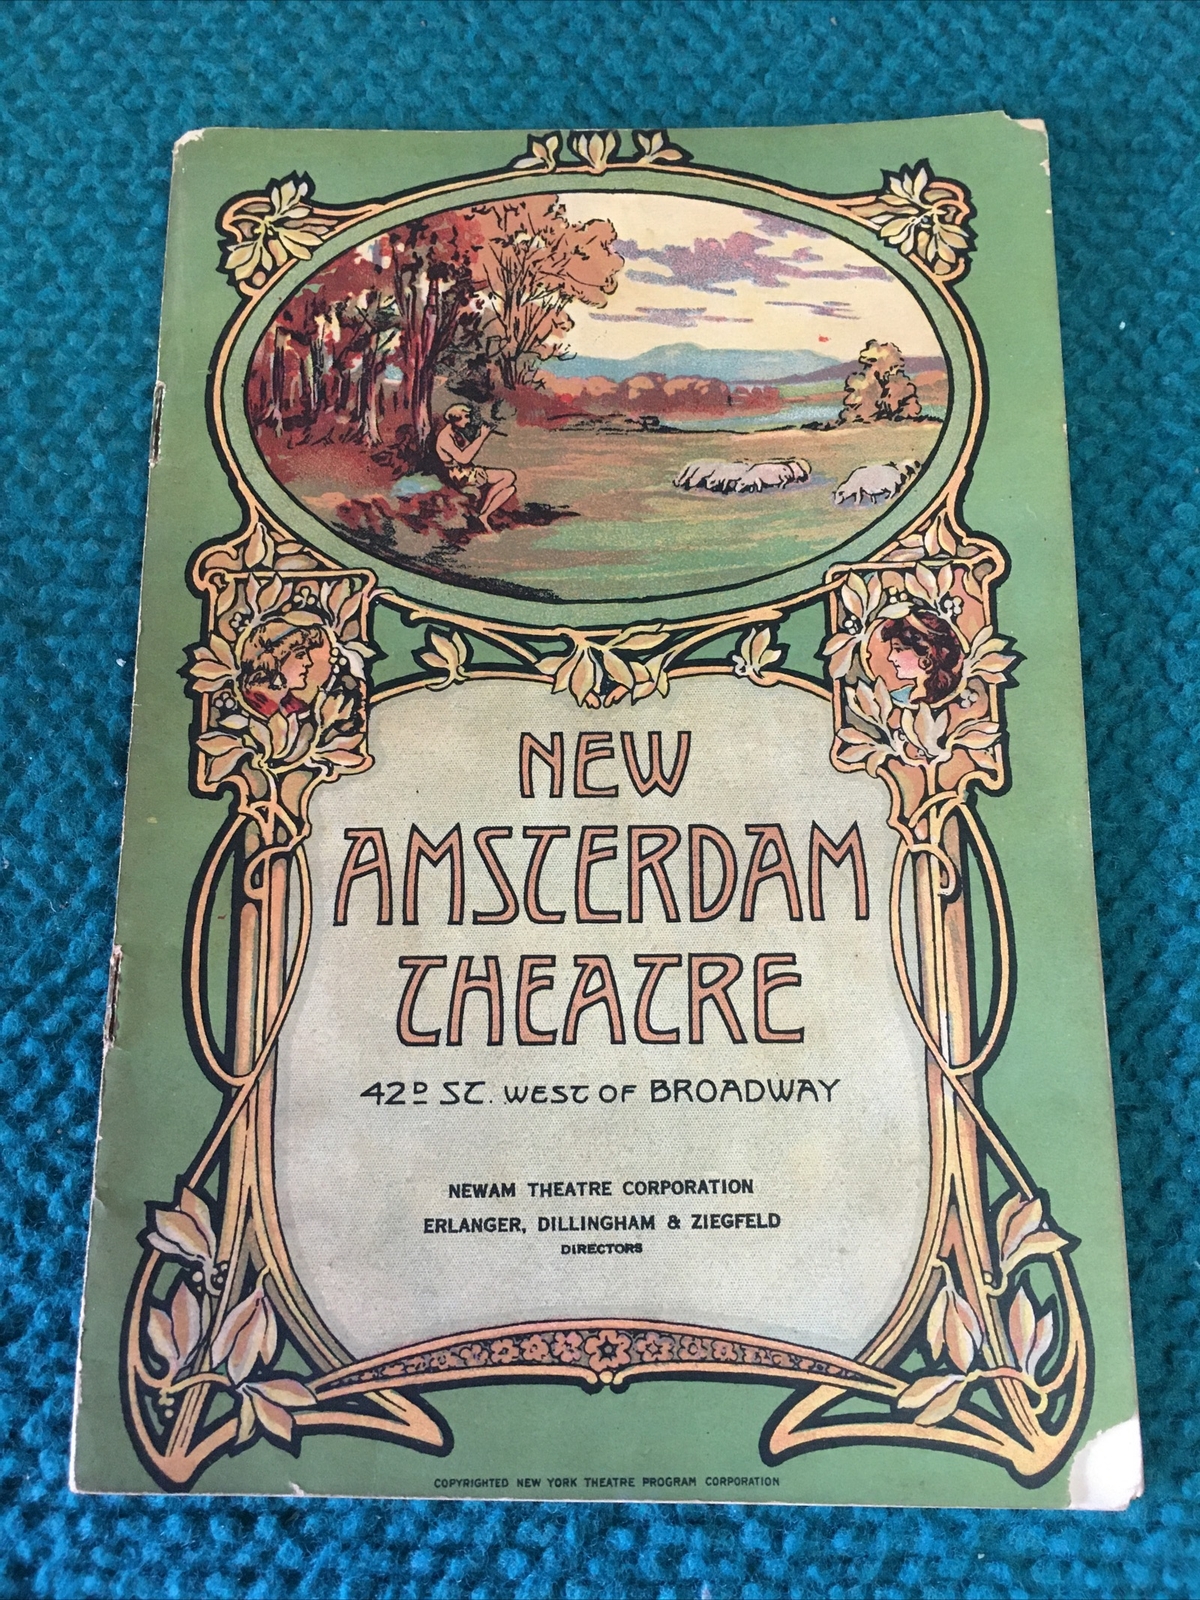 NEW
AMSTERDAM
THEATRE
42D ST. WEST OF BROADWAY
NEWAM THEATRE CORPORATION
ERLANGER, DILLINGHAM & ZIEGFELD
DIRECTORS
COPYRIGHTED NEW YORK THEATRE PROGRAM CORPORATION